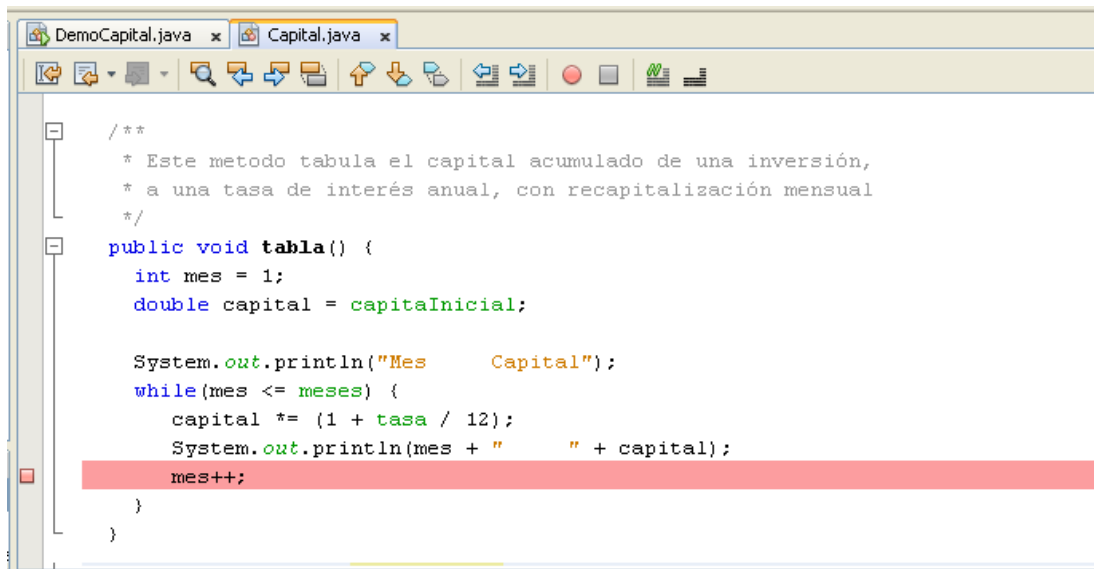 DemoCapital.java x Capital.java x
/**
* Este metodo tabula el capital acumulado de una inversión,
* a una tasa de interés anual, con recapitalización mensual
*/
public void tabla() {
int mes = 1;
double capital = capitaInicial;
System.out.println("Mes     Capital");
while(mes <= meses) {
capital *= (1 + tasa / 12);
System.out.println(mes + "     " + capital);
mes++;
}
}